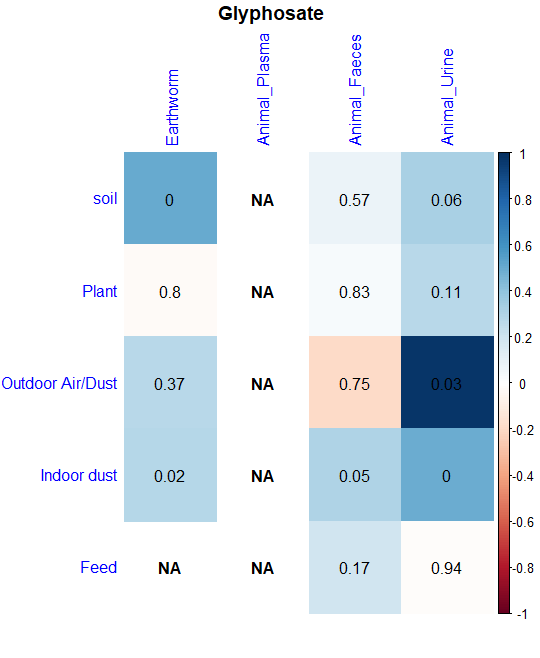 Glyphosate
Earthworm
Animal_Plasma
Animal_Faeces
Animal_Urine
soil 0 NA 0.57 0.06
Plant 0.8 NA 0.83 0.11
Outdoor Air/Dust 0.37 NA 0.75 0.03
Indoor dust 0.02 NA 0.05 0
Feed NA NA 0.17 0.94
1
0.8
0.6
0.4
0.2
0
-0.2
-0.4
-0.6
-0.8
-1